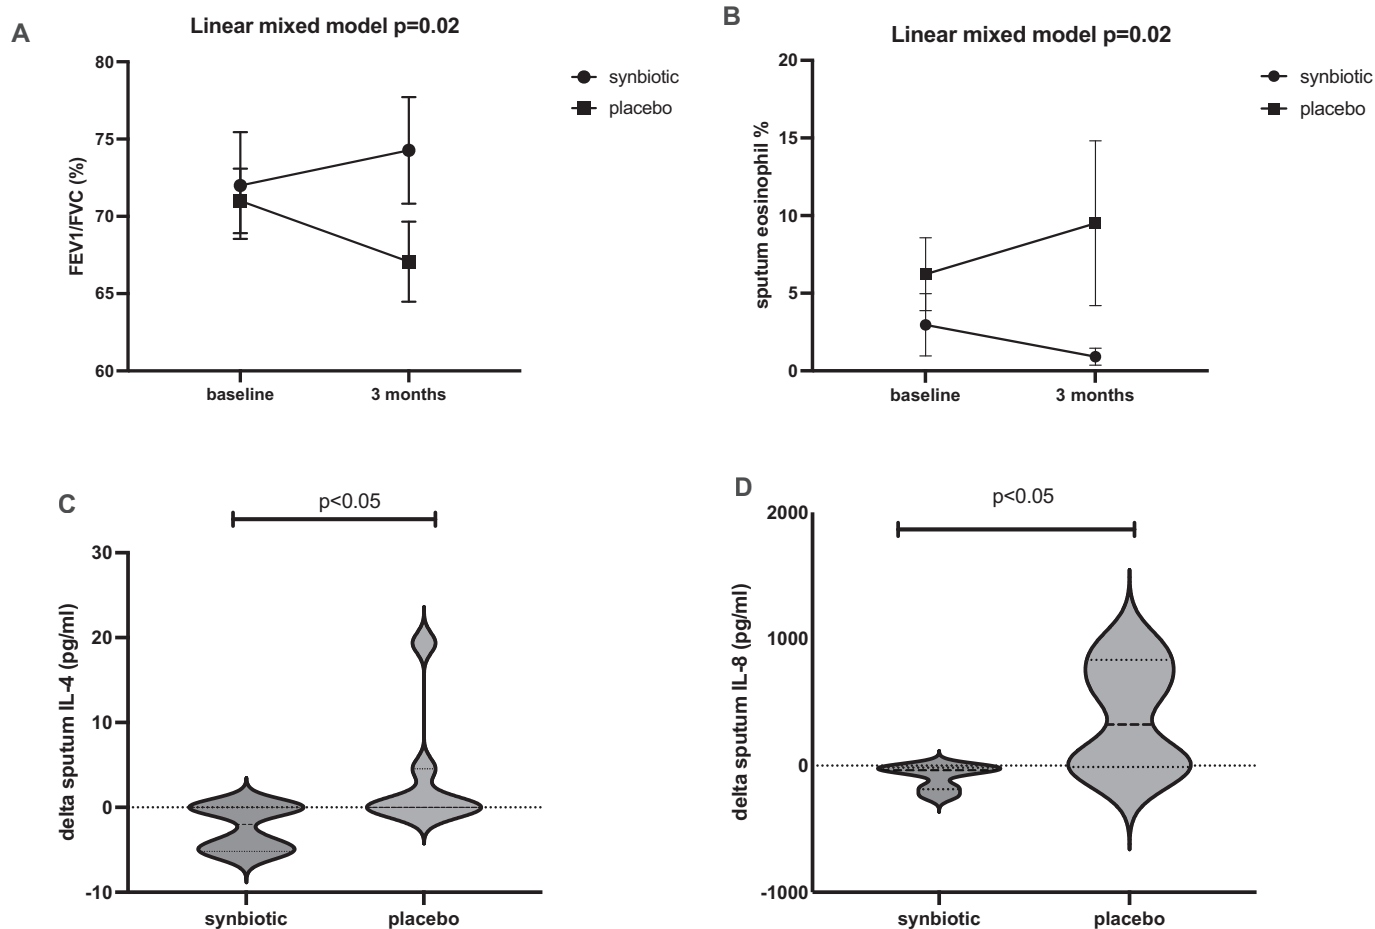 A
Linear mixed model p=0.02
80
75
70
65
60
FEV1/FVC (%)
baseline
3 months
synbiotic
placebo
B
Linear mixed model p=0.02
20
15
10
5
0
sputum eosinophil %
baseline
3 months
synbiotic
placebo
C
p<0.05
30
20
10
0
-10
delta sputum IL-4 (pg/ml)
synbiotic
placebo
D
p<0.05
2000
1000
0
-1000
delta sputum IL-8 (pg/ml)
synbiotic
placebo